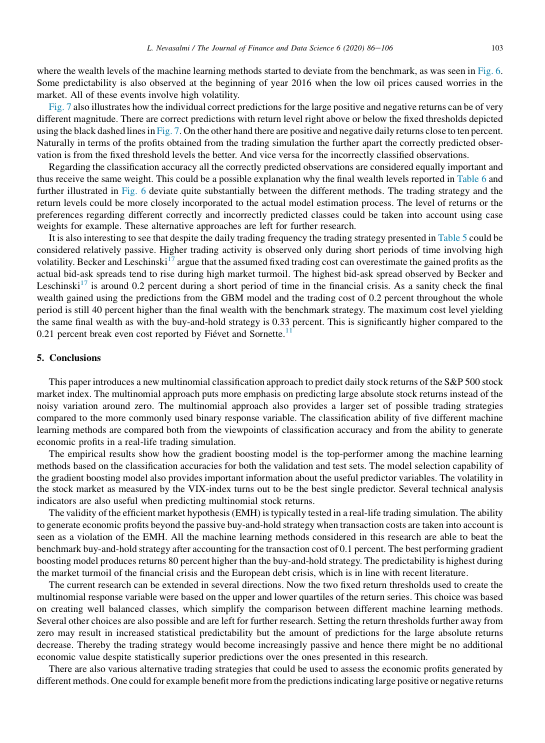 L. Nevasalmi / The Journal of Finance and Data Science 6 (2020) 86–106 103
where the wealth levels of the machine learning methods started to deviate from the benchmark, as was seen in Fig. 6.
Some predictability is also observed at the beginning of year 2016 when the low oil prices caused worries in the
market. All of these events involve high volatility.
Fig. 7 also illustrates how the individual correct predictions for the large positive and negative returns can be of very
different magnitude. There are correct predictions with return level right above or below the fixed thresholds depicted
using the black dashed lines in Fig. 7. On the other hand there are positive and negative daily returns close to ten percent.
Naturally in terms of the profits obtained from the trading simulation the further apart the correctly predicted obser-
vation is from the fixed threshold levels the better. And vice versa for the incorrectly classified observations.
Regarding the classification accuracy all the correctly predicted observations are considered equally important and
thus receive the same weight. This could be a possible explanation why the final wealth levels reported in Table 6 and
further illustrated in Fig. 6 deviate quite substantially between the different methods. The trading strategy and the
return levels could be more closely incorporated to the actual model estimation process. The level of returns or the
preferences regarding different correctly and incorrectly predicted classes could be taken into account using case
weights for example. These alternative approaches are left for further research.
It is also interesting to see that despite the daily trading frequency the trading strategy presented in Table 5 could be
considered relatively passive. Higher trading activity is observed only during short periods of time involving high
volatility. Becker and Leschinski17 argue that the assumed fixed trading cost can overestimate the gained profits as the
actual bid-ask spreads tend to rise during high market turmoil. The highest bid-ask spread observed by Becker and
Leschinski17 is around 0.2 percent during a short period of time in the financial crisis. As a sanity check the final
wealth gained using the predictions from the GBM model and the trading cost of 0.2 percent throughout the whole
period is still 40 percent higher than the final wealth with the benchmark strategy. The maximum cost level yielding
the same final wealth as with the buy-and-hold strategy is 0.33 percent. This is significantly higher compared to the
0.21 percent break even cost reported by Fiévet and Sornette.11
5. Conclusions
This paper introduces a new multinomial classification approach to predict daily stock returns of the S&P 500 stock
market index. The multinomial approach puts more emphasis on predicting large absolute stock returns instead of the
noisy variation around zero. The multinomial approach also provides a larger set of possible trading strategies
compared to the more commonly used binary response variable. The classification ability of five different machine
learning methods are compared both from the viewpoints of classification accuracy and from the ability to generate
economic profits in a real-life trading simulation.
The empirical results show how the gradient boosting model is the top-performer among the machine learning
methods based on the classification accuracies for both the validation and test sets. The model selection capability of
the gradient boosting model also provides important information about the useful predictor variables. The volatility in
the stock market as measured by the VIX-index turns out to be the best single predictor. Several technical analysis
indicators are also useful when predicting multinomial stock returns.
The validity of the efficient market hypothesis (EMH) is typically tested in a real-life trading simulation. The ability
to generate economic profits beyond the passive buy-and-hold strategy when transaction costs are taken into account is
seen as a violation of the EMH. All the machine learning methods considered in this research are able to beat the
benchmark buy-and-hold strategy after accounting for the transaction cost of 0.1 percent. The best performing gradient
boosting model produces returns 80 percent higher than the buy-and-hold strategy. The predictability is highest during
the market turmoil of the financial crisis and the European debt crisis, which is in line with recent literature.
The current research can be extended in several directions. Now the two fixed return thresholds used to create the
multinomial response variable were based on the upper and lower quartiles of the return series. This choice was based
on creating well balanced classes, which simplify the comparison between different machine learning methods.
Several other choices are also possible and are left for further research. Setting the return thresholds further away from
zero may result in increased statistical predictability but the amount of predictions for the large absolute returns
decrease. Thereby the trading strategy would become increasingly passive and hence there might be no additional
economic value despite statistically superior predictions over the ones presented in this research.
There are also various alternative trading strategies that could be used to assess the economic profits generated by
different methods. One could for example benefit more from the predictions indicating large positive or negative returns